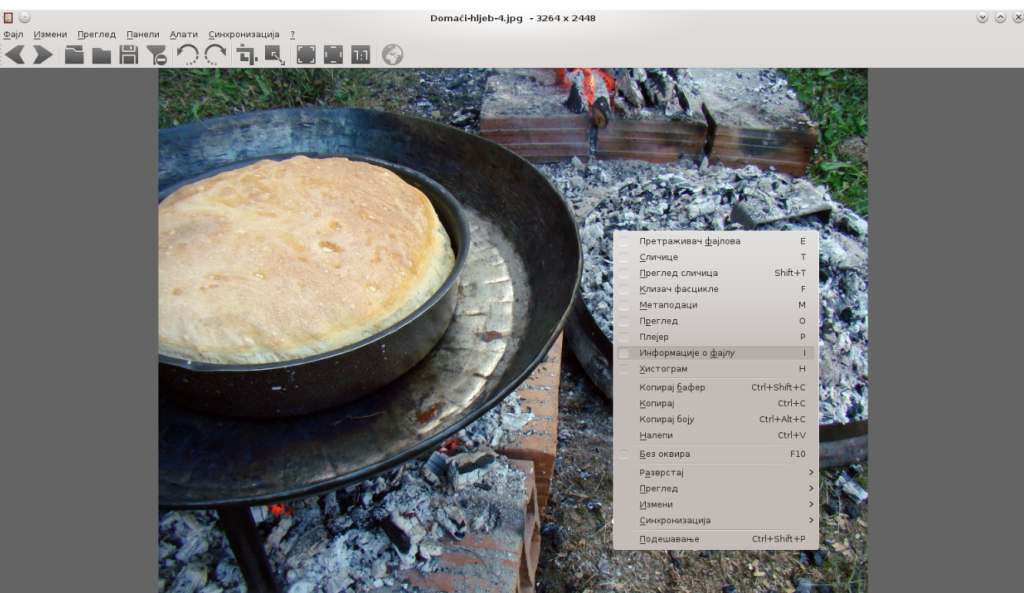 Domaći-hljeb-4.jpg - 3264 x 2448
Фајл Измени Преглед Панели Алати Синхронизација ?
1:1
Претраживач фајлова E
Сличице T
Преглед сличица Shift+T
Клизач фасцикле F
Метаподаци M
Преглед O
Плејер P
Информације о фајлу I
Хистограм H
Копирај бафер Ctrl+Shift+C
Копирај Ctrl+C
Копирај боју Ctrl+Alt+C
Налепи Ctrl+V
Без оквира F10
Разврстај
Преглед
Измени
Синхронизација
Подешавање Ctrl+Shift+P